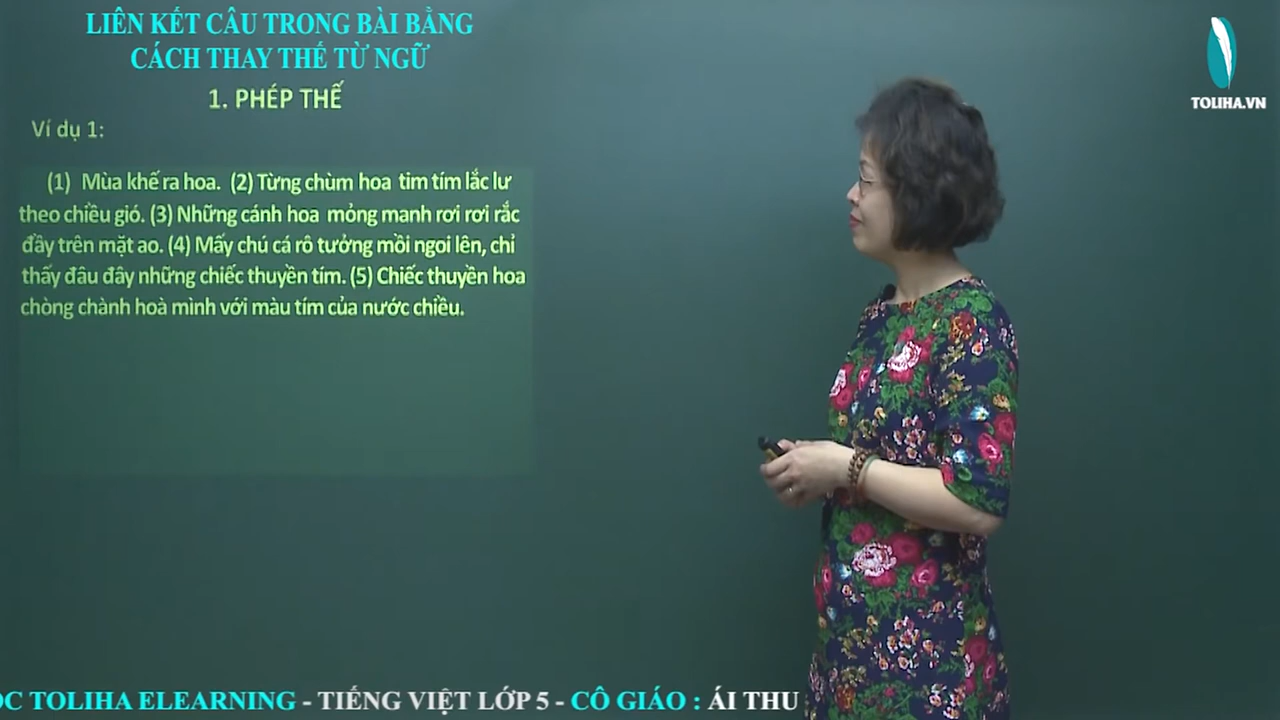 LIÊN KẾT CÂU TRONG BÀI BẰNG
CÁCH THAY THẾ TỪ NGỮ
1. PHÉP THẾ
Ví dụ 1:
(1) Mùa khế ra hoa. (2) Từng chùm hoa tim tím lắc lư
theo chiều gió. (3) Những cánh hoa mỏng manh rơi rơi rắc
đầy trên mặt ao. (4) Mấy chú cá rô tưởng mồi ngoi lên, chỉ
thấy đâu đây những chiếc thuyền tím. (5) Chiếc thuyền hoa
chòng chành hoà mình với màu tím của nước chiều.
TOLIHA.VN
TOLIHA ELEARNING - TIẾNG VIỆT LỚP 5 - CÔ GIÁO : ÁI THU